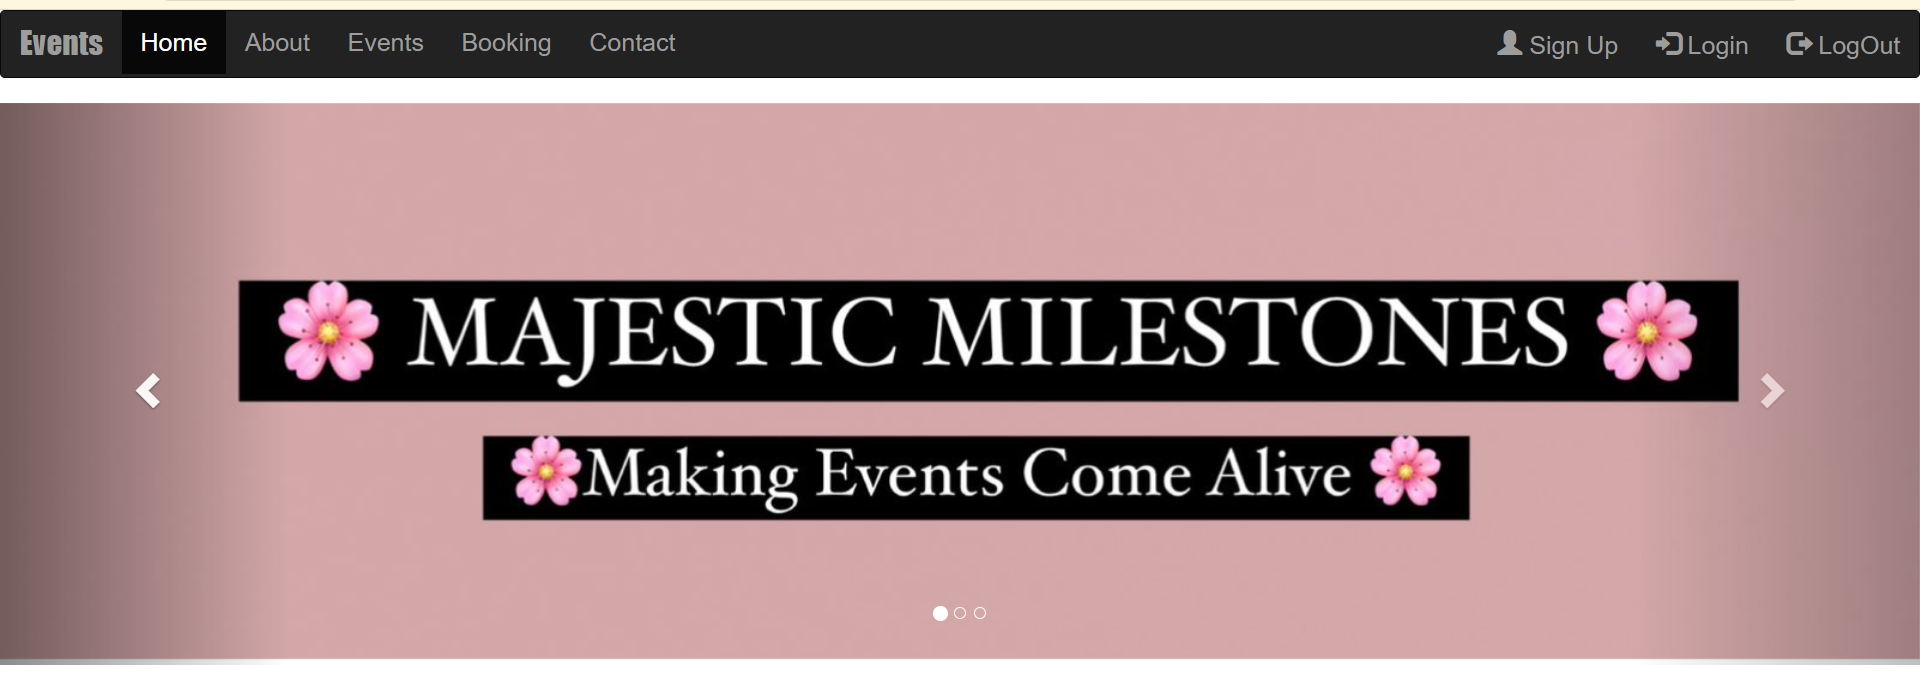 Events Home About Events Booking Contact Sign Up Login LogOut
MAJESTIC MILESTONES
Making Events Come Alive